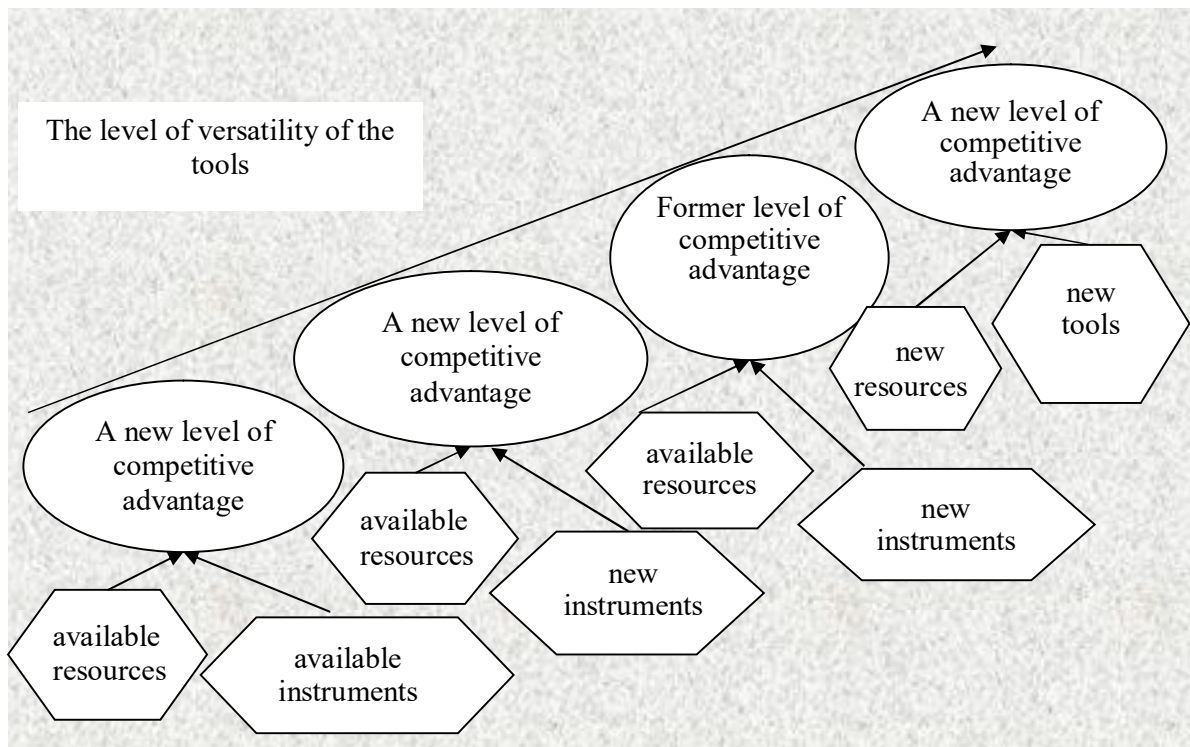 The level of versatility of the
tools
A new level of
competitive
advantage
Former level of
competitive
advantage
A new level of
competitive
advantage
A new level of
competitive
advantage
new
tools
new
resources
available
resources
new
instruments
available
resources
new
instruments
available
resources
available
instruments